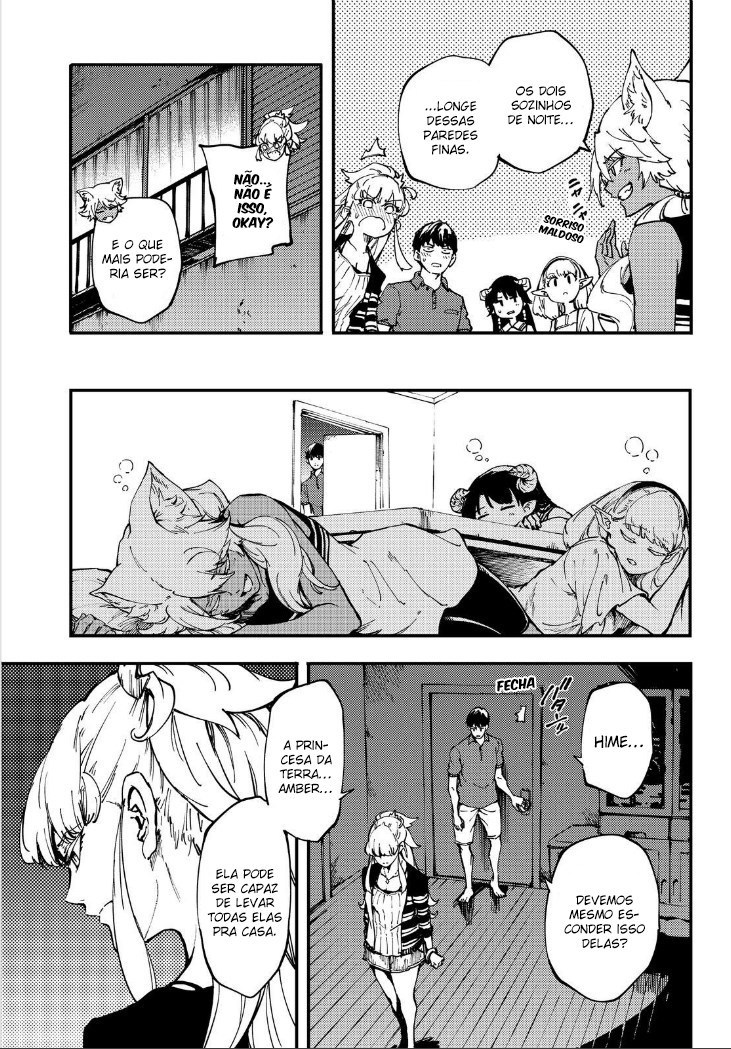 OS DOIS
SOZINHOS
DE NOITE...
...LONGE
DESSAS
PAREDES
FINAS.
SORRISO
MALDOSO
NÃO...
NÃO É
ISSO,
OKAY?
E O QUE
MAIS PODE-
RIA SER?
FECHA
HIME...
DEVEMOS
MESMO ES-
CONDER ISSO
DELAS?
A PRIN-
CESA DA
TERRA...
AMBER...
ELA PODE
SER CAPAZ
DE LEVAR
TODAS ELAS
PRA CASA.